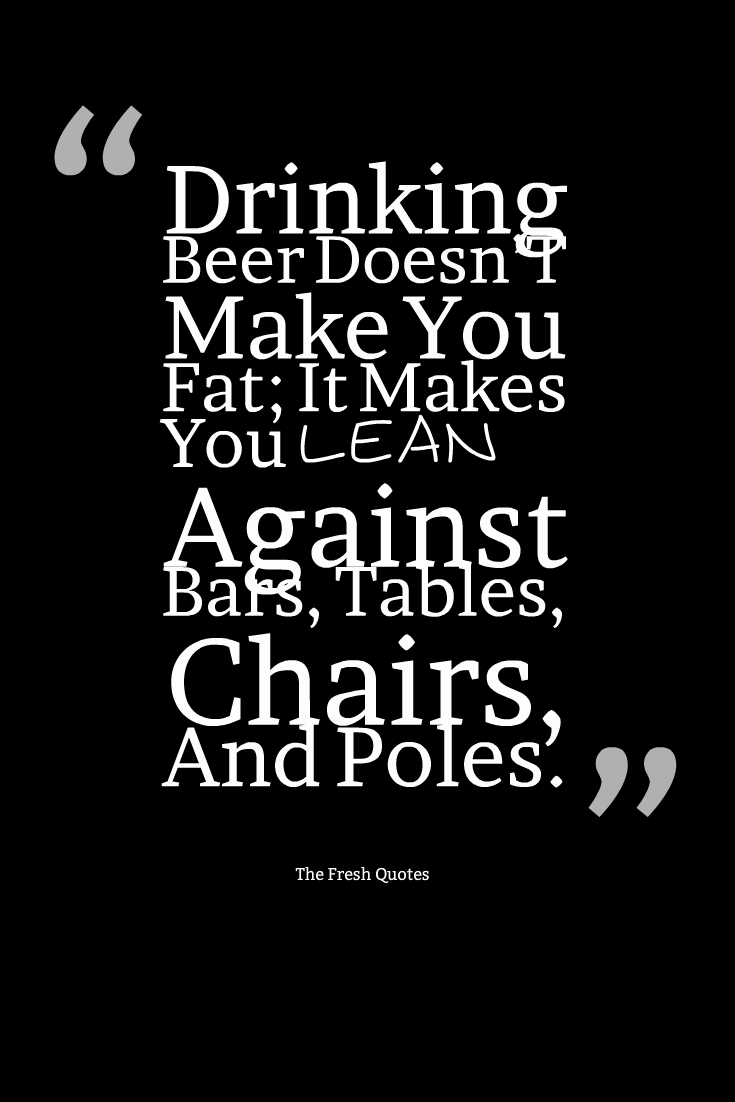 “
Drinking
Beer Doesn'T
Make You
Fat; It Makes
You LEAN
Against
Bars, Tables,
Chairs,
And Poles.
”
The Fresh Quotes